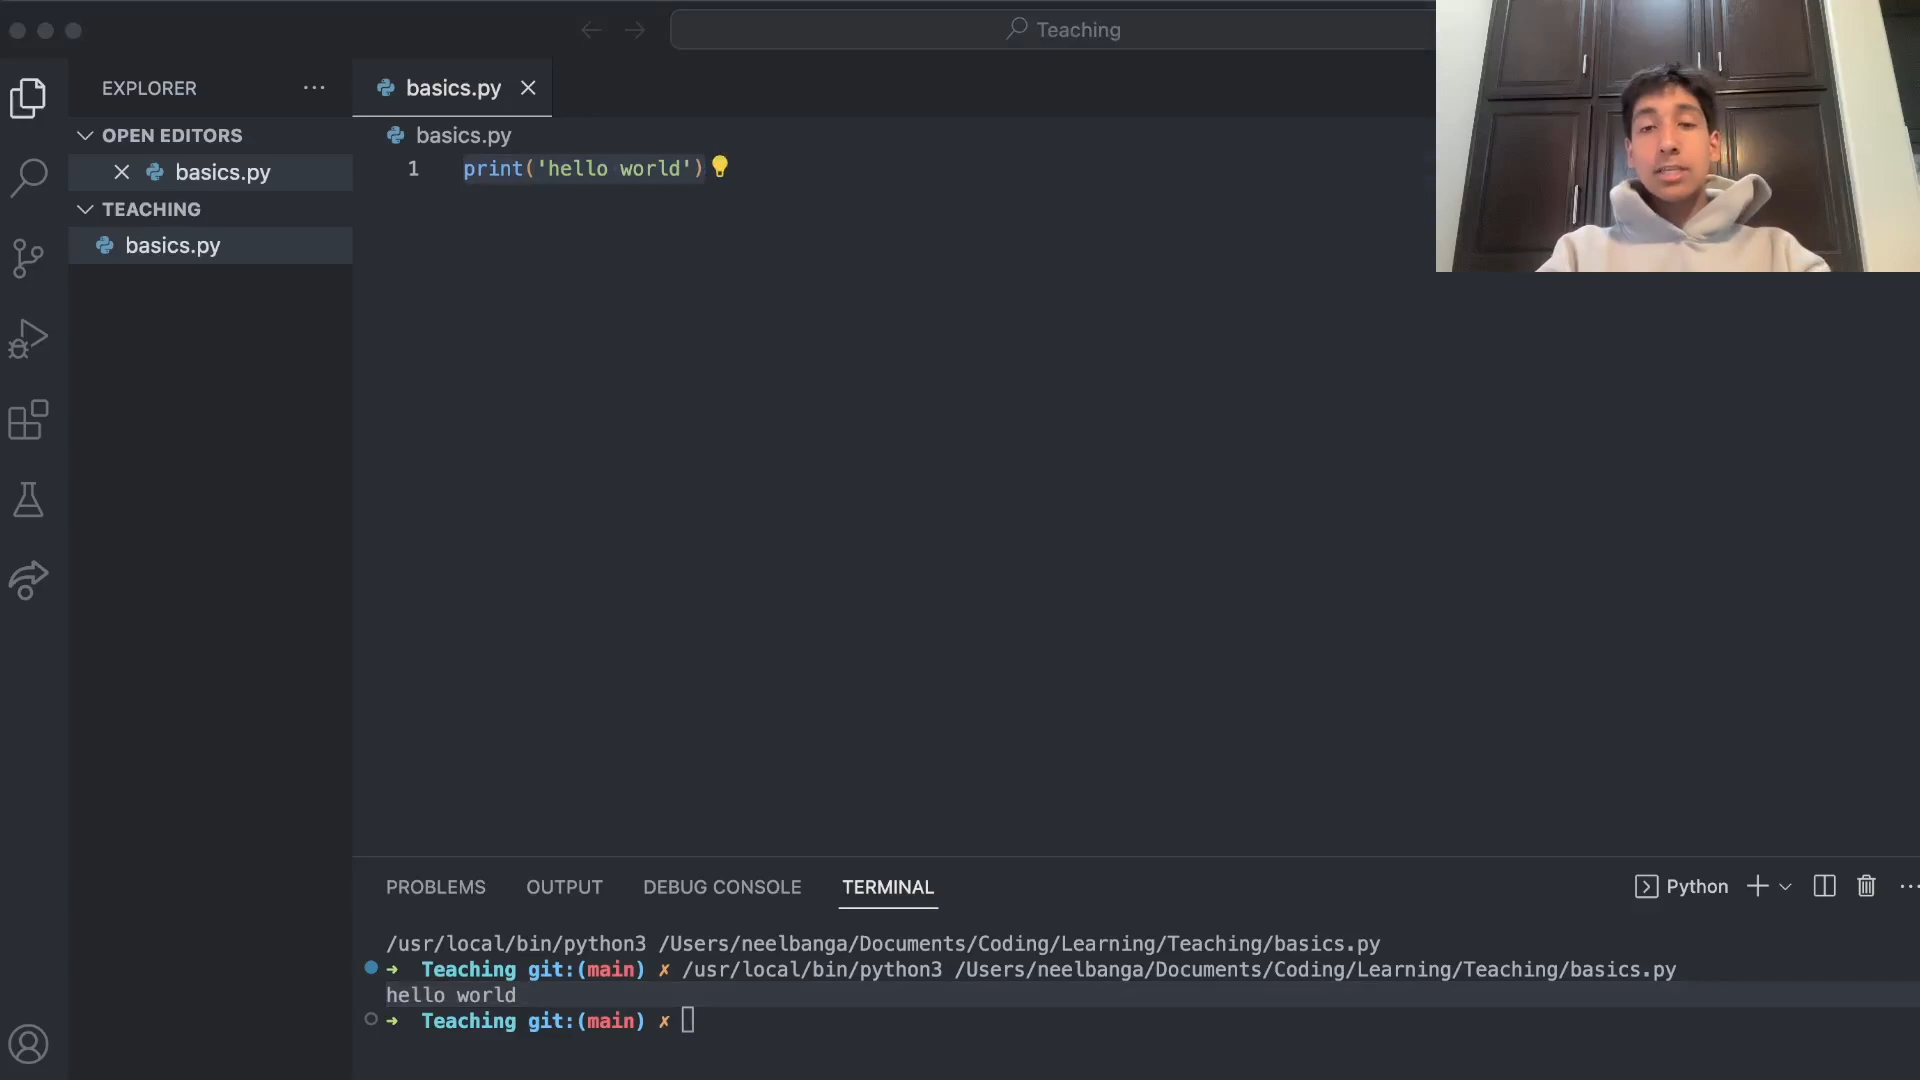 Teaching
EXPLORER
basics.py
OPEN EDITORS
basics.py
TEACHING
basics.py
basics.py
1 print('hello world')
PROBLEMS OUTPUT DEBUG CONSOLE TERMINAL
Python
/usr/local/bin/python3 /Users/neelbanga/Documents/Coding/Learning/Teaching/basics.py
➜ Teaching git:(main) ✗ /usr/local/bin/python3 /Users/neelbanga/Documents/Coding/Learning/Teaching/basics.py
hello world
➜ Teaching git:(main) ✗